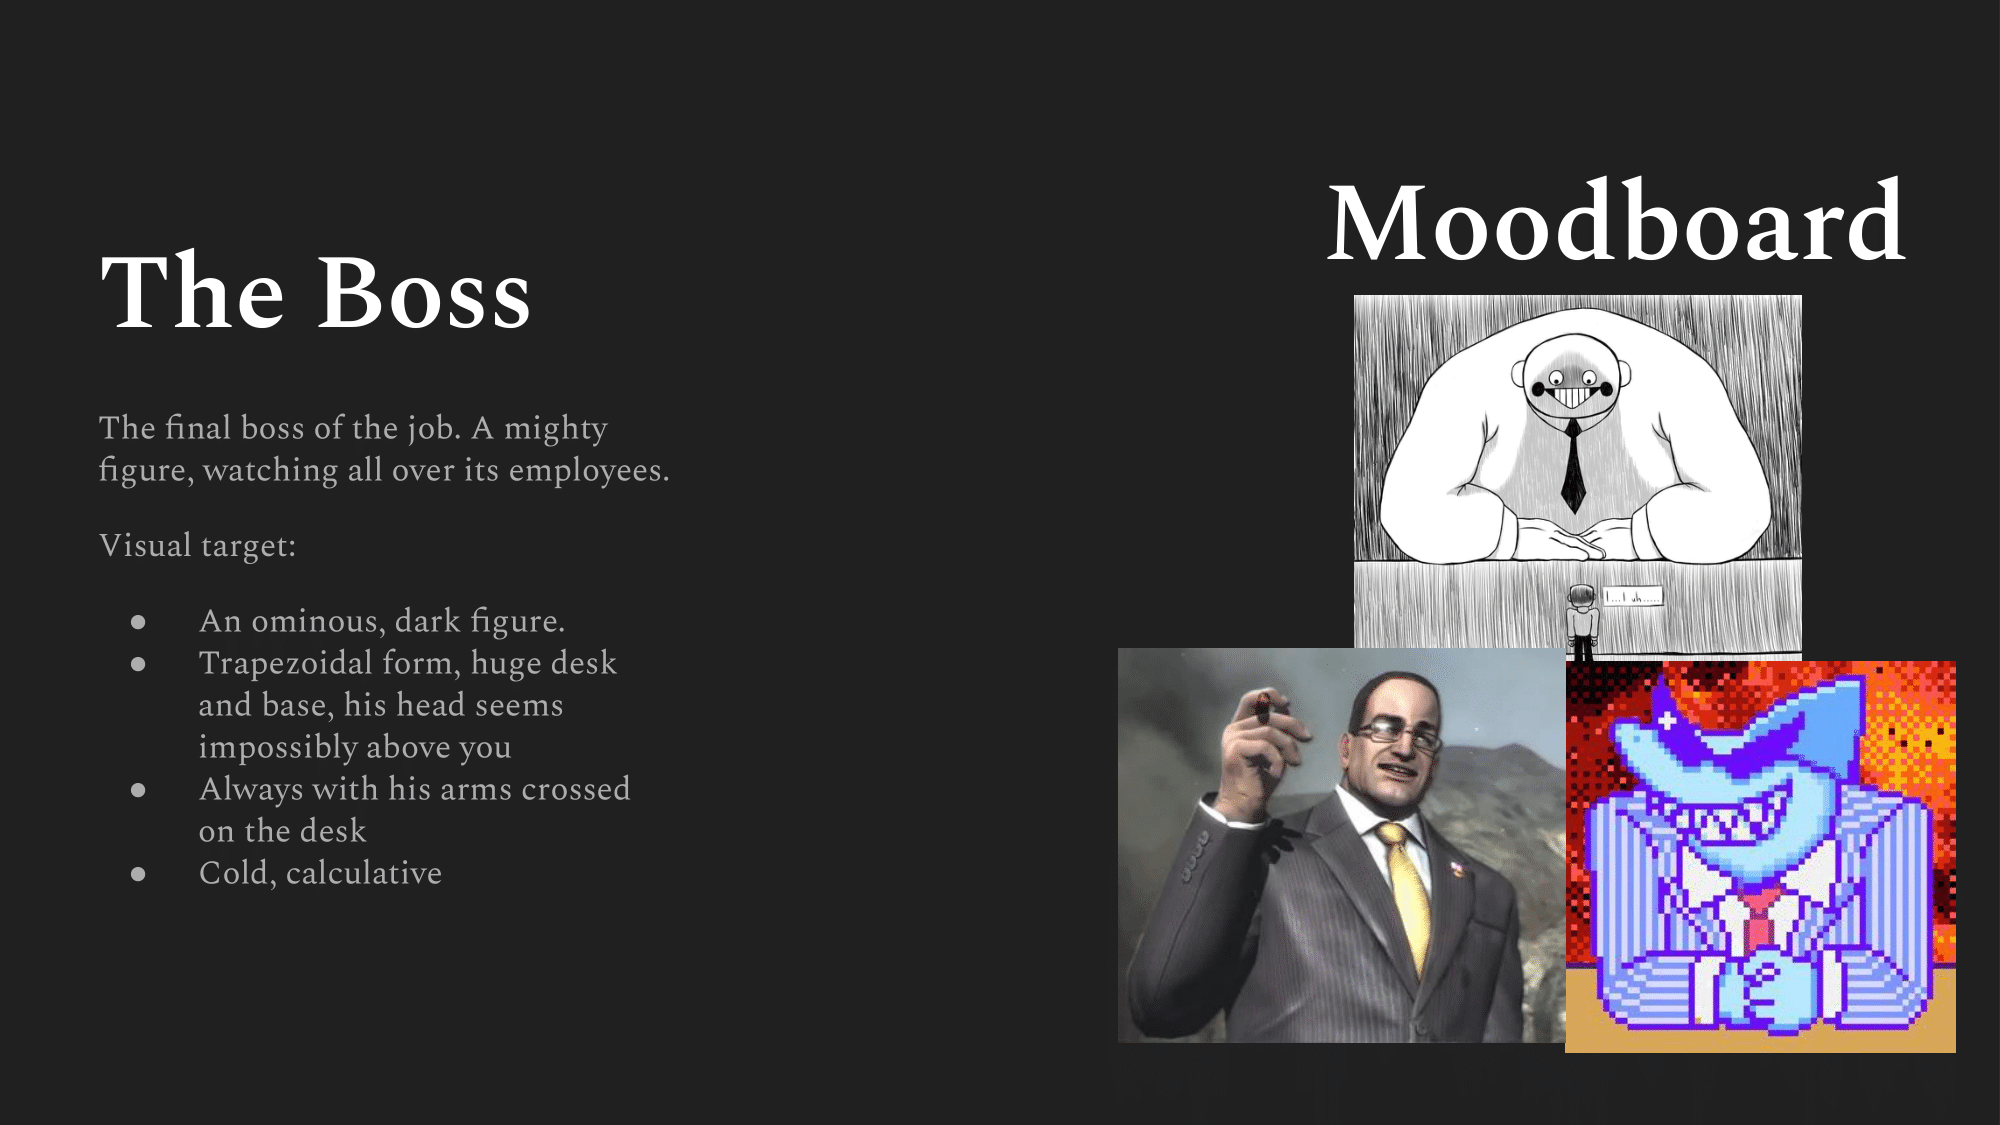 The Boss
The final boss of the job. A mighty
figure, watching all over its employees.
Visual target:
● An ominous, dark figure.
● Trapezoidal form, huge desk
and base, his head seems
impossibly above you
● Always with his arms crossed
on the desk
● Cold, calculative
Moodboard
I...I uh.....